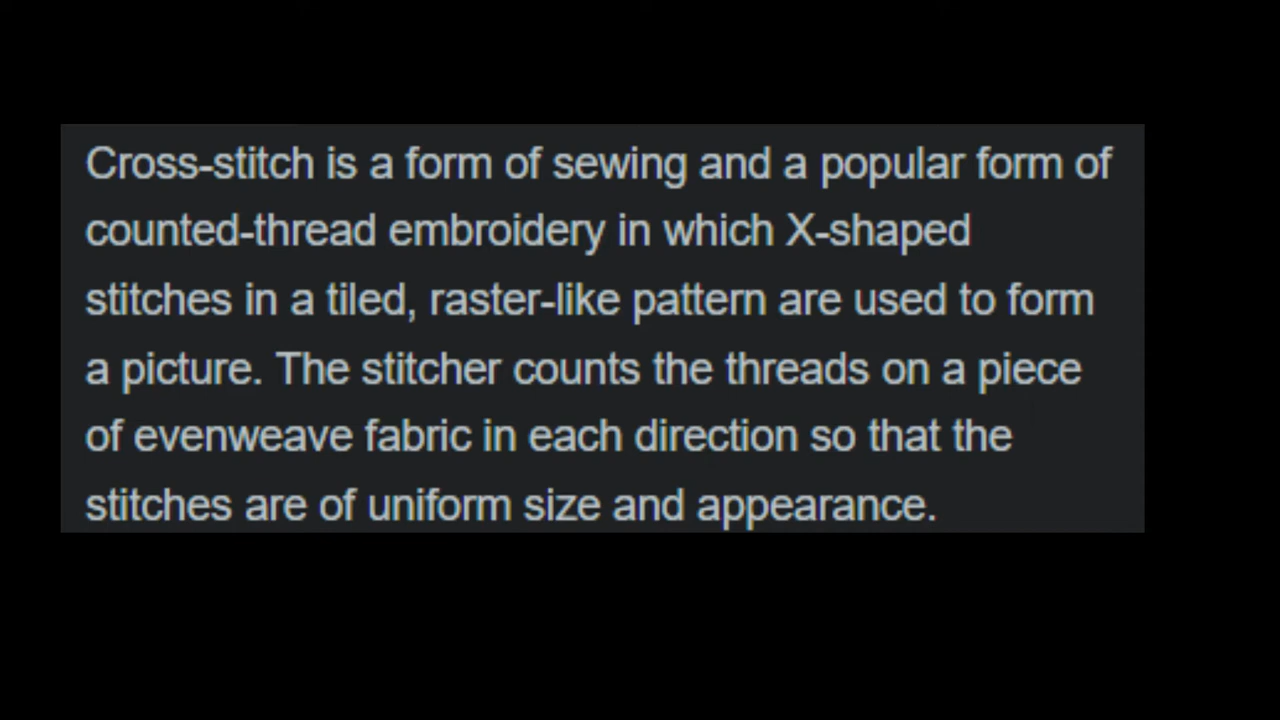 Cross-stitch is a form of sewing and a popular form of
counted-thread embroidery in which X-shaped
stitches in a tiled, raster-like pattern are used to form
a picture. The stitcher counts the threads on a piece
of evenweave fabric in each direction so that the
stitches are of uniform size and appearance.